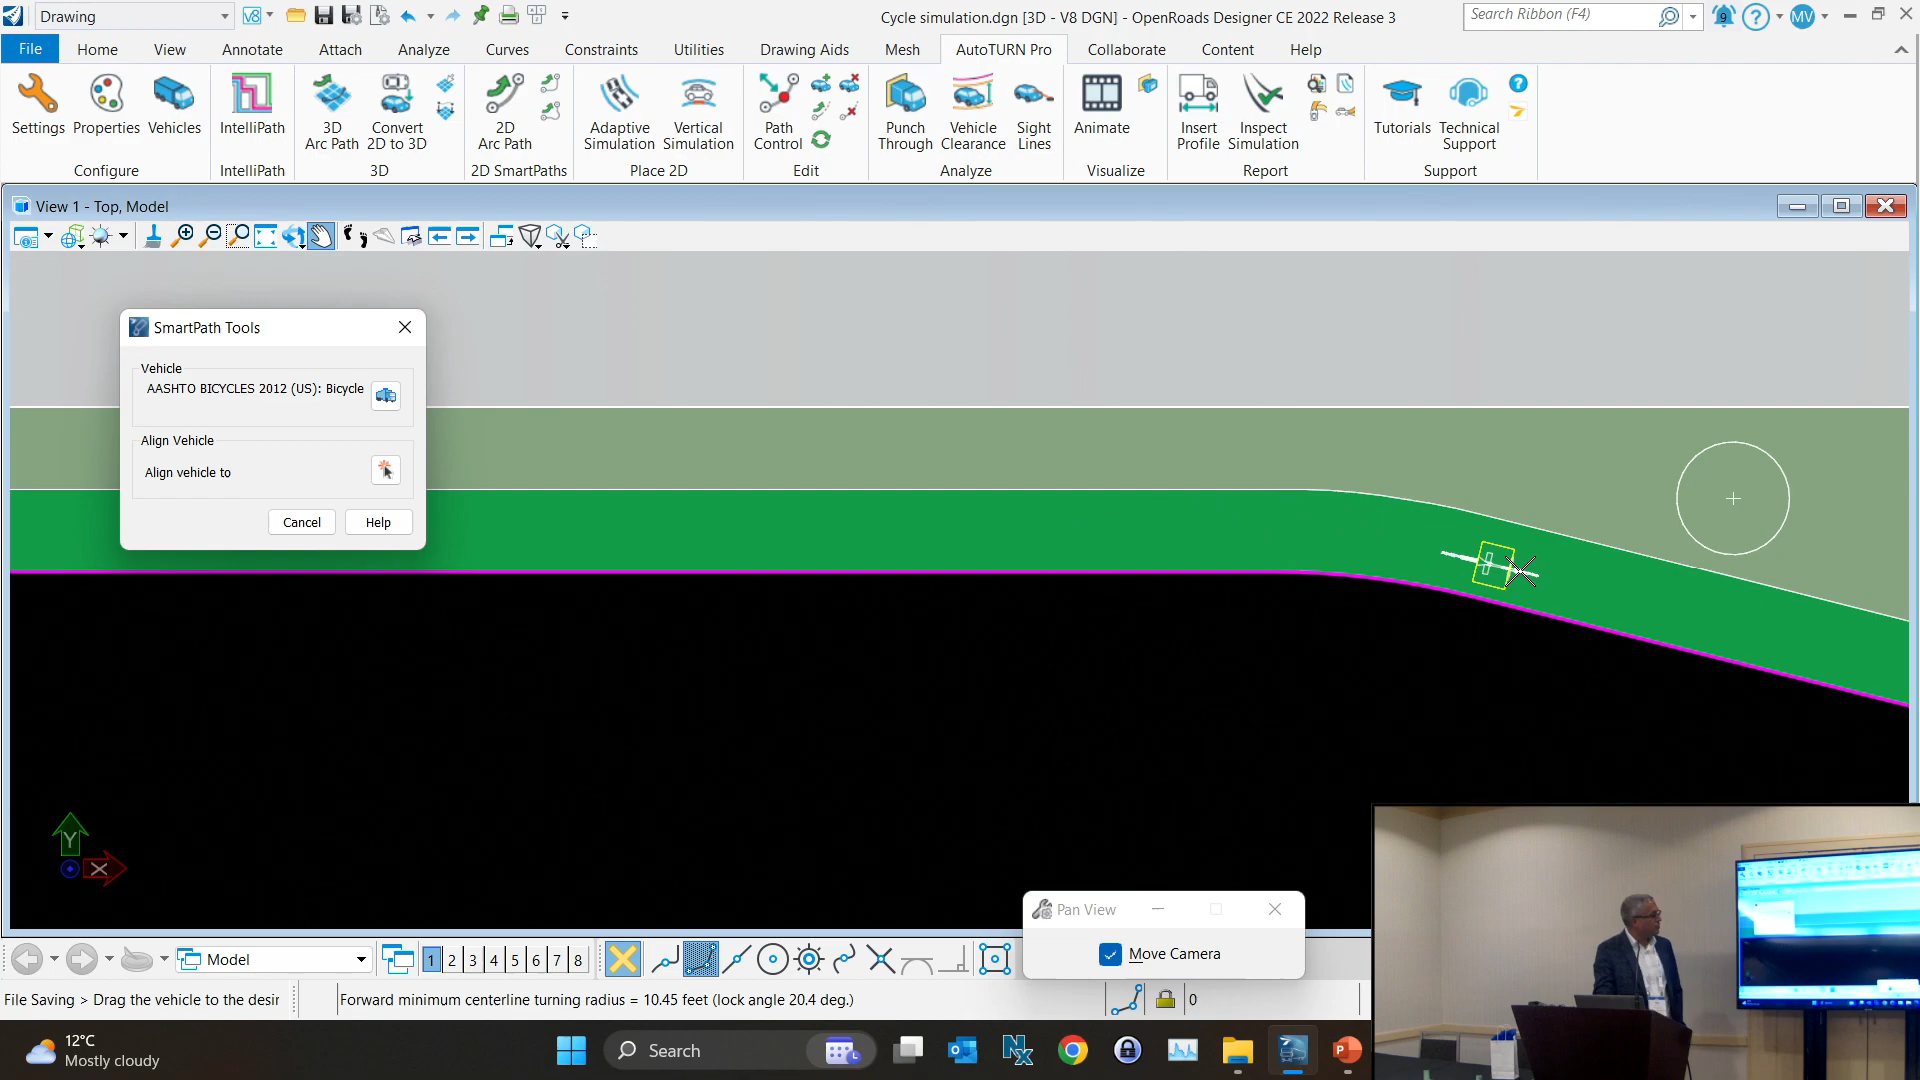 Drawing
V8
Cycle simulation.dgn [3D - V8 DGN] - OpenRoads Designer CE 2022 Release 3
Search Ribbon (F4)
9
MV
File
Home
View
Annotate
Attach
Analyze
Curves
Constraints
Utilities
Drawing Aids
Mesh
AutoTURN Pro
Collaborate
Content
Help
Settings
Properties
Vehicles
IntelliPath
3D
Arc Path
Convert
2D to 3D
2D
Arc Path
Adaptive
Simulation
Vertical
Simulation
Path
Control
Punch
Through
Vehicle
Clearance
Sight
Lines
Animate
Insert
Profile
Inspect
Simulation
Tutorials
Technical
Support
Configure
IntelliPath
3D
2D SmartPaths
Place 2D
Edit
Analyze
Visualize
Report
Support
View 1 - Top, Model
SmartPath Tools
Vehicle
AASHTO BICYCLES 2012 (US): Bicycle
Align Vehicle
Align vehicle to
Cancel
Help
Y
X
Pan View
Move Camera
Model
1 2 3 4 5 6 7 8
File Saving > Drag the vehicle to the desir
Forward minimum centerline turning radius = 10.45 feet (lock angle 20.4 deg.)
0
12°C
Mostly cloudy
Search